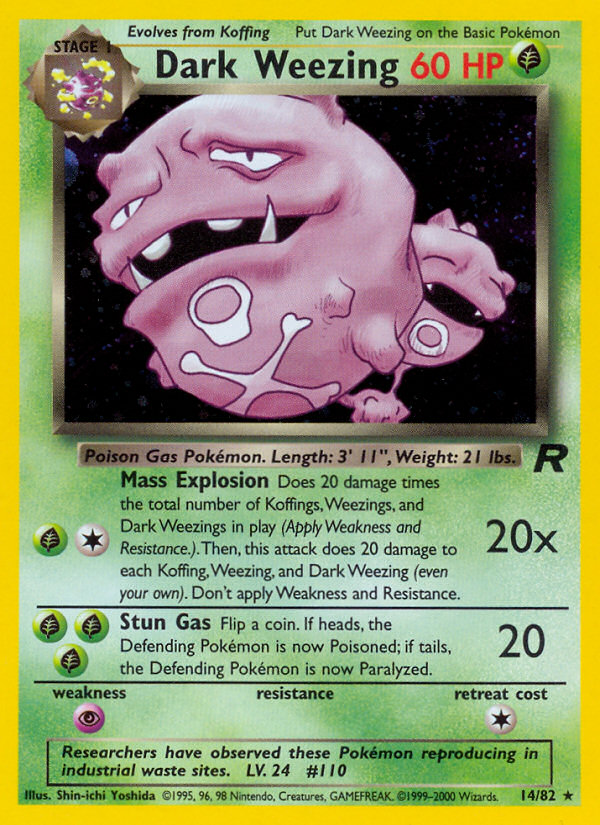 Evolves from Koffing Put Dark Weezing on the Basic Pokémon
STAGE 1
Dark Weezing 60 HP
Poison Gas Pokémon. Length: 3' 11", Weight: 21 lbs.
R
Mass Explosion Does 20 damage times
the total number of Koffings, Weezings, and
Dark Weezings in play (Apply Weakness and
Resistance.). Then, this attack does 20 damage to
each Koffing, Weezing, and Dark Weezing (even
your own). Don't apply Weakness and Resistance.
20x
Stun Gas Flip a coin. If heads, the
Defending Pokémon is now Poisoned; if tails,
the Defending Pokémon is now Paralyzed.
20
weakness resistance retreat cost
Researchers have observed these Pokémon reproducing in
industrial waste sites. LV. 24 #110
Illus. Shin-ichi Yoshida ©1995, 96, 98 Nintendo, Creatures, GAMEFREAK. ©1999-2000 Wizards. 14/82 ★